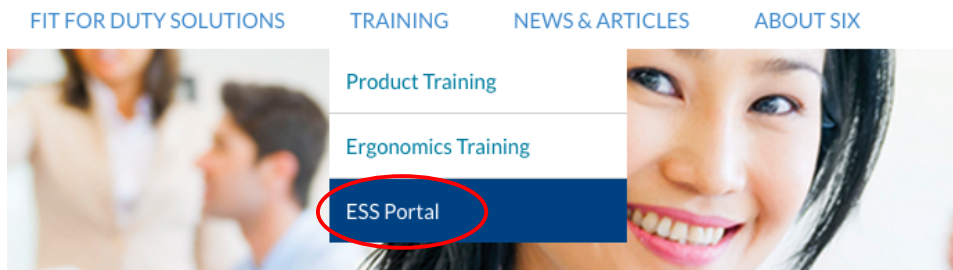 FIT FOR DUTY SOLUTIONS TRAINING NEWS & ARTICLES ABOUT SIX
Product Training
Ergonomics Training
ESS Portal